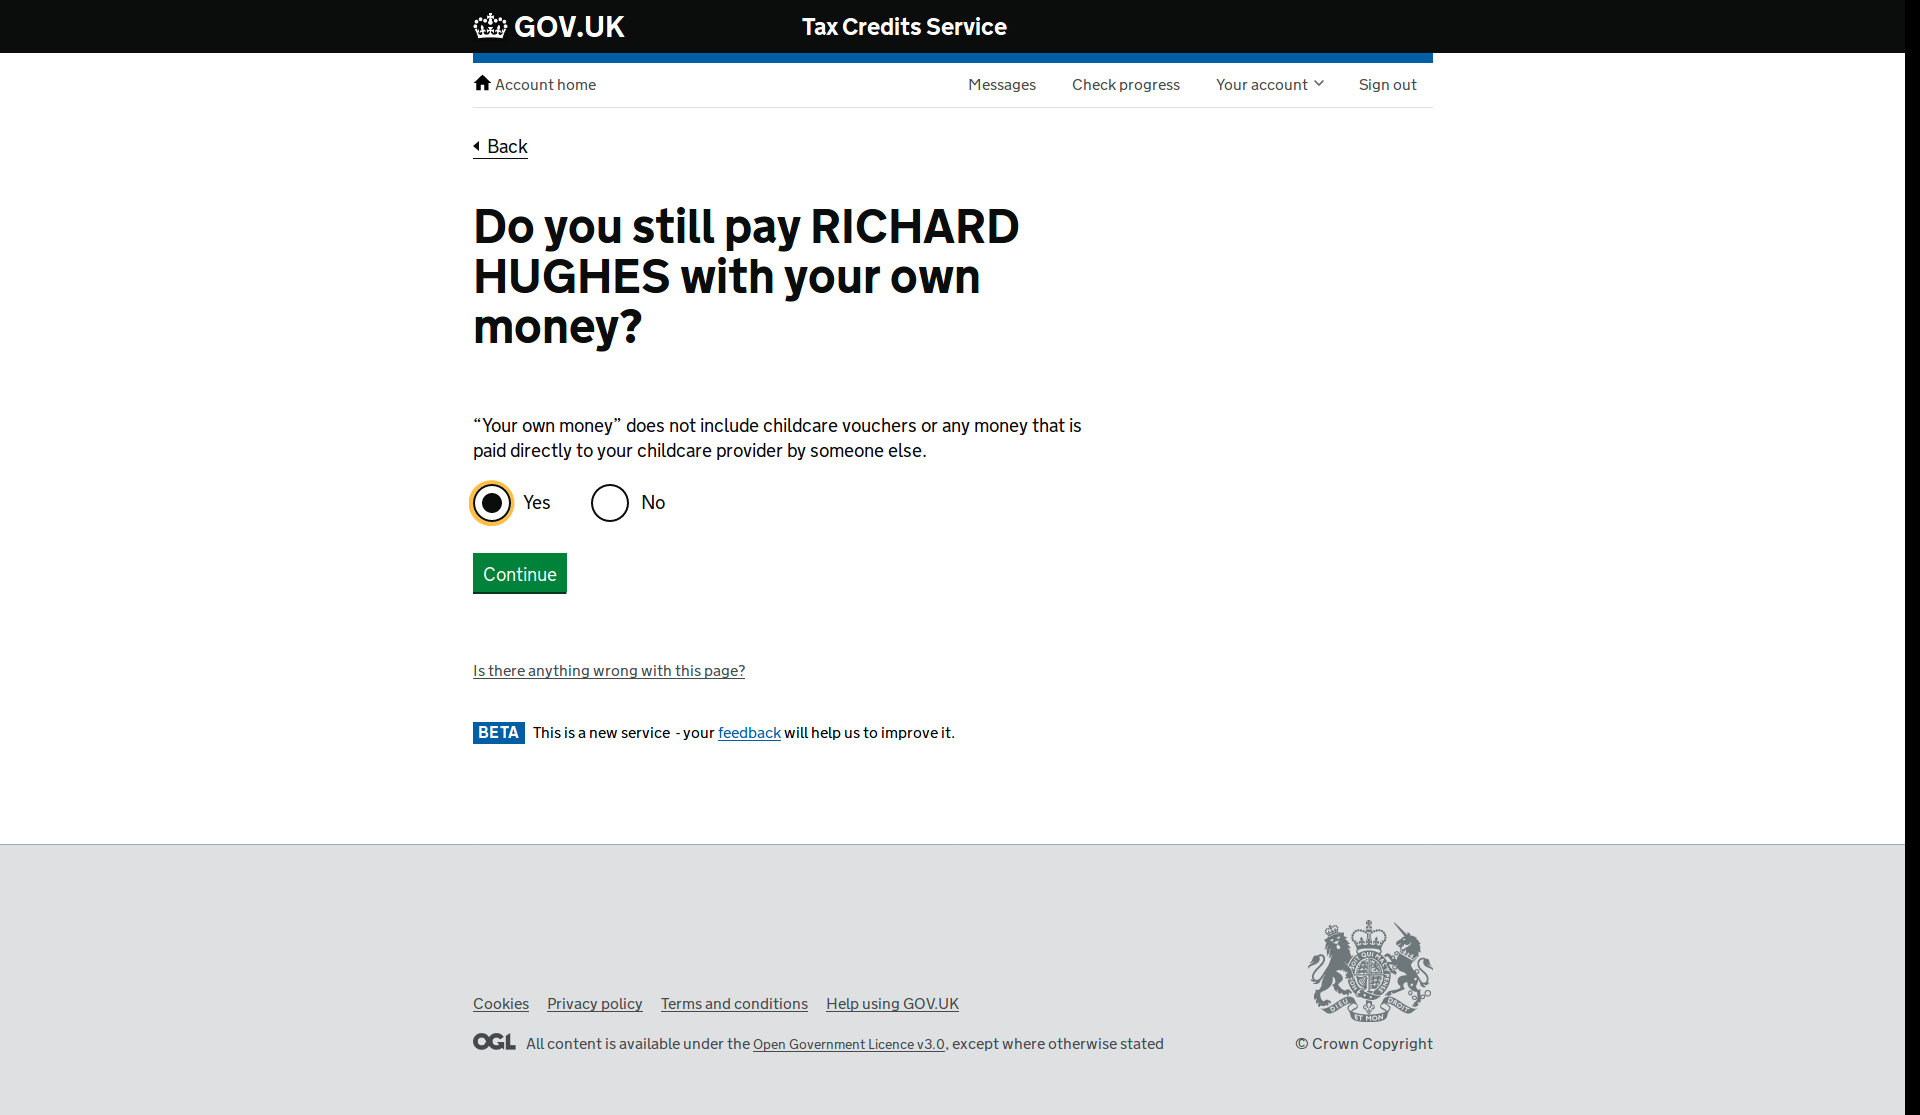 GOV.UK
Tax Credits Service
Account home
Messages
Check progress
Your account
Sign out
Back
Do you still pay RICHARD
HUGHES with your own
money?
“Your own money” does not include childcare vouchers or any money that is
paid directly to your childcare provider by someone else.
Yes
No
Continue
Is there anything wrong with this page?
BETA This is a new service - your feedback will help us to improve it.
Cookies
Privacy policy
Terms and conditions
Help using GOV.UK
OGL All content is available under the Open Government Licence v3.0, except where otherwise stated
DIEU ET MON DROIT
© Crown Copyright